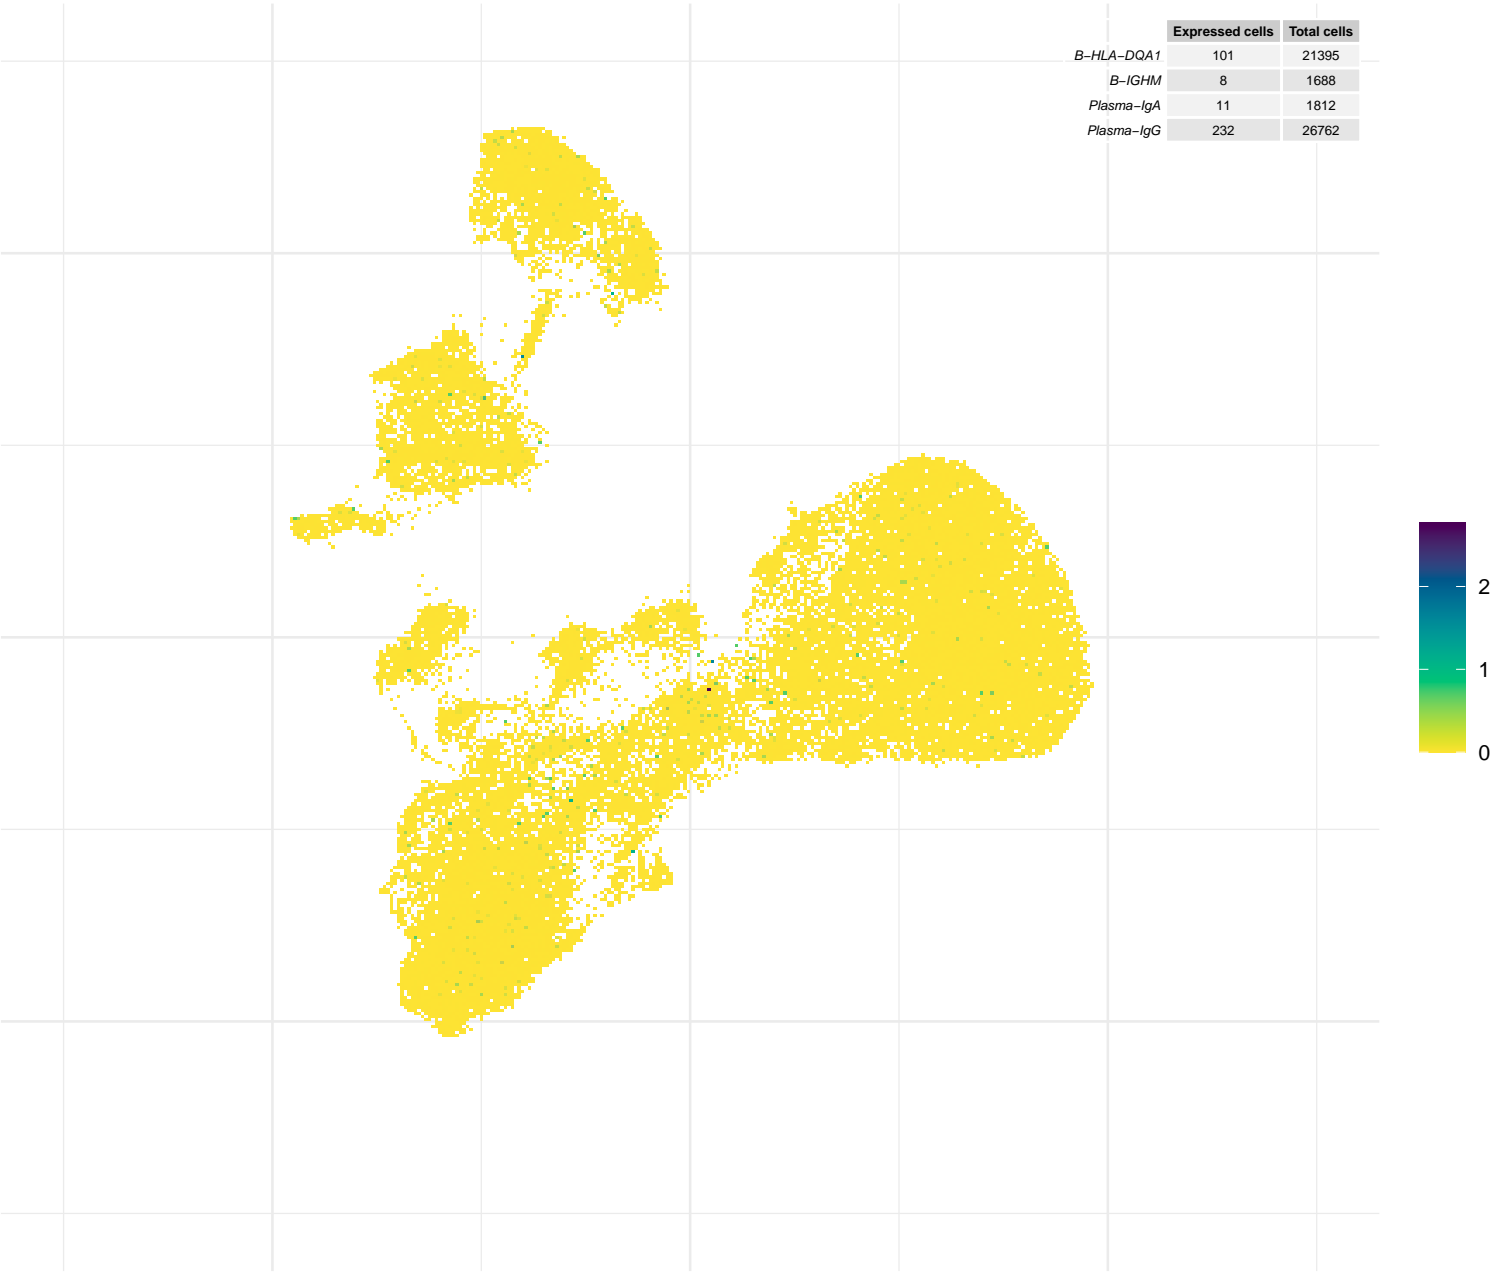 Expressed cells Total cells
B−HLA−DQA1 101 21395
B−IGHM 8 1688
Plasma−IgA 11 1812
Plasma−IgG 232 26762
2
1
0